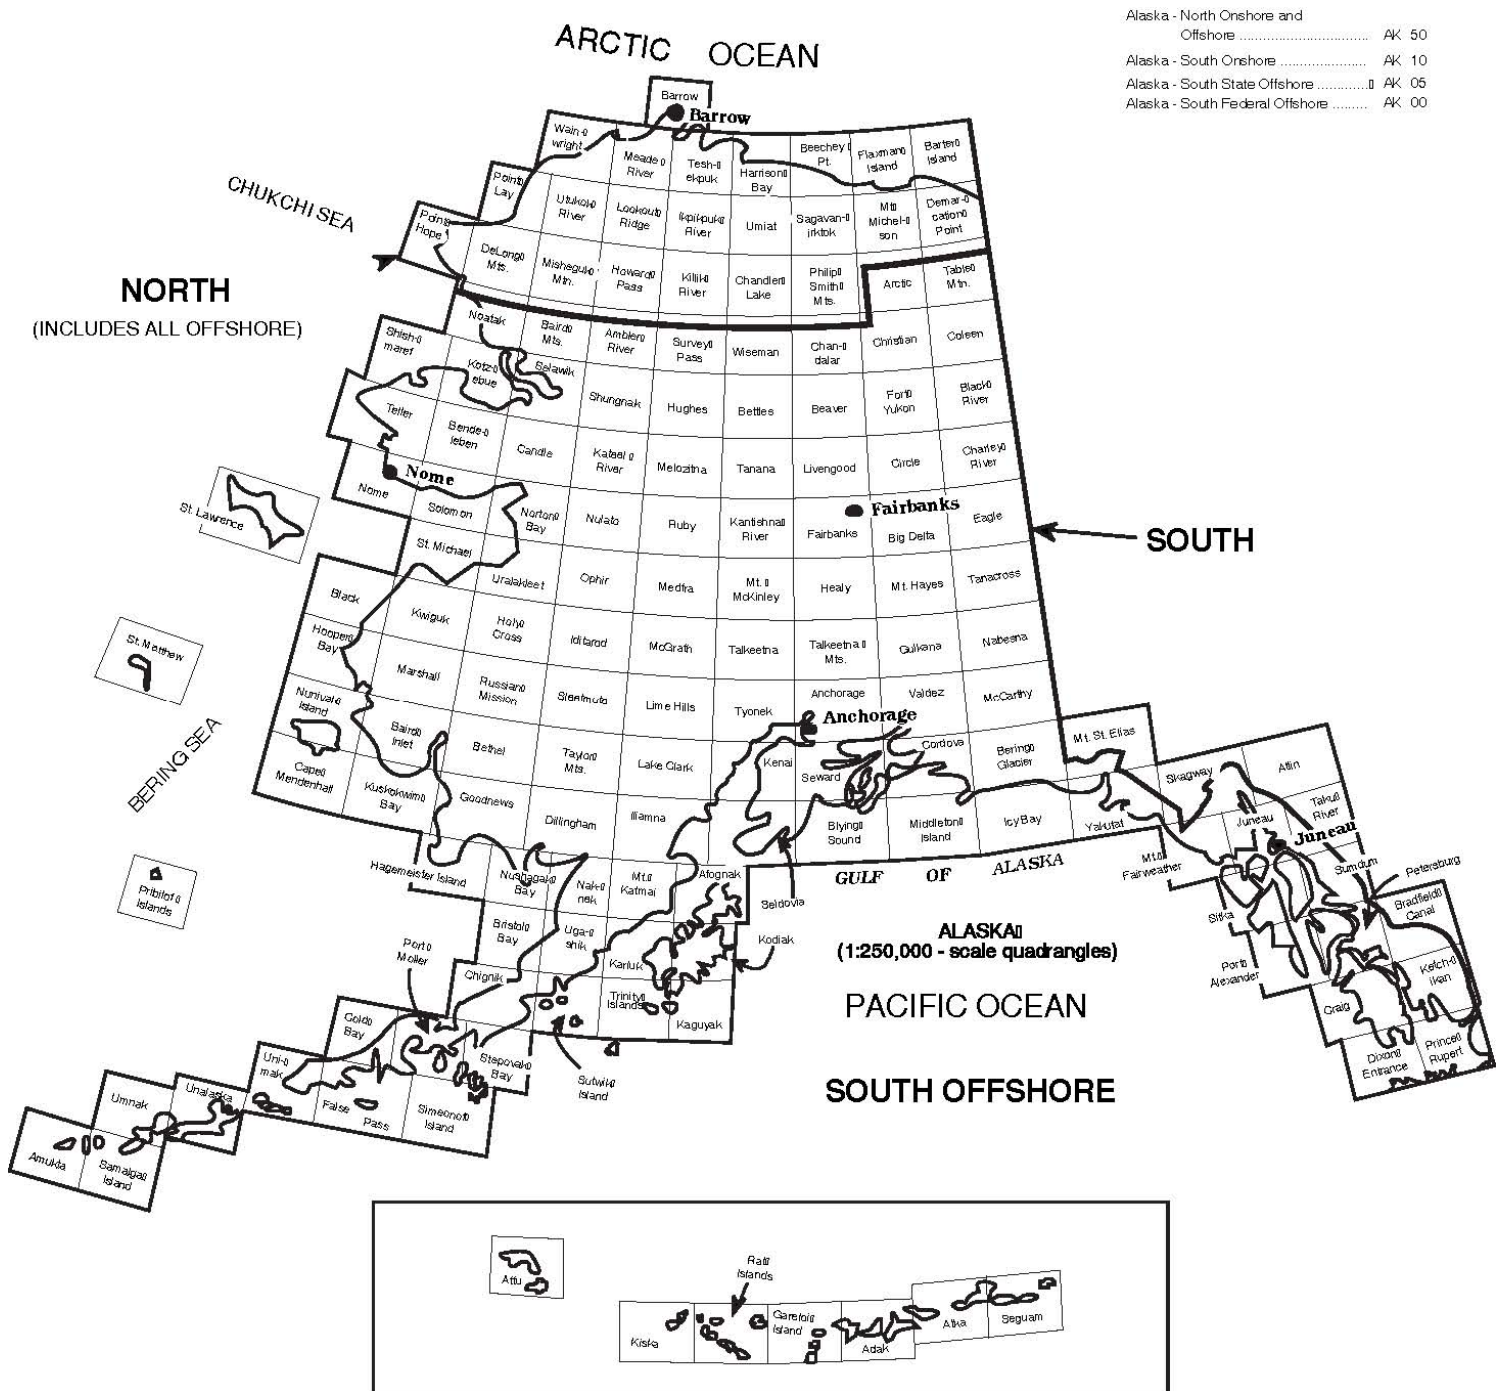 Alaska - North Onshore and
Offshore ................................. AK 50
Alaska - South Onshore ...................... AK 10
Alaska - South State Offshore .............▯ AK 05
Alaska - South Federal Offshore ......... AK 00
ARCTIC OCEAN
Barrow
Barrow
Wain-▯
wright
Meade▯
River
Tesh-▯
ekpuk
Harrison▯
Bay
Beechey▯
Pt.
Flaxman▯
Island
Barter▯
Island
CHUKCHI SEA
Point▯
Lay
Point▯
Hope
Utukok▯
River
Lookout▯
Ridge
Ikpikpuk▯
River
Umiat
Sagavan-▯
irktok
Mt▯
Michel-▯
son
Demar-▯
cation▯
Point
DeLong▯
Mts.
Misheguk▯
Mtn.
Howard▯
Pass
Killik▯
River
Chandler▯
Lake
Philip▯
Smith▯
Mts.
Arctic
Table▯
Mtn.
NORTH
(INCLUDES ALL OFFSHORE)
Noatak
Baird▯
Mts.
Ambler▯
River
Survey▯
Pass
Wiseman
Chan-▯
dalar
Christian
Coleen
Shish-▯
maref
Kotz-▯
ebue
Selawik
Shungnak
Hughes
Bettles
Beaver
Fort▯
Yukon
Black▯
River
Teller
Bende-▯
leben
Candle
Kateel▯
River
Melozitna
Tanana
Livengood
Circle
Charley▯
River
Nome
Nome
Solomon
Norton▯
Bay
Nulato
Ruby
Kantishna▯
River
Fairbanks
Fairbanks
Big Delta
Eagle
St. Lawrence
SOUTH
St. Michael
Unalakleet
Ophir
Medfra
Mt. ▯
McKinley
Healy
Mt. Hayes
Tanacross
Black
Kwiguk
Holy▯
Cross
Iditarod
McGrath
Talkeetna
Talkeetna▯
Mts.
Gulkana
Nabesna
Hooper▯
Bay
St. Matthew
Marshall
Russian▯
Mission
Sleetmute
Lime Hills
Tyonek
Anchorage
Anchorage
Valdez
McCarthy
Nunivak▯
Island
Baird▯
Inlet
Bethel
Taylor▯
Mts.
Lake Clark
Kenai
Seward
Cordova
Bering▯
Glacier
Mt. St. Elias
BERING SEA
Cape▯
Mendenhall
Kuskokwim▯
Bay
Goodnews
Dillingham
Iliamna
Blying▯
Sound
Middleton▯
Island
Icy Bay
Yakutat
Skagway
Atlin
Juneau
Juneau
Taku▯
River
Mt.▯
Fairweather
Sumdum
Petersburg
Hagemeister Island
Nushagak▯
Bay
Nak-▯
nek
Mt.▯
Katmai
Afognak
GULF OF ALASKA
Seldovia
Pribilof▯
Islands
Bristol▯
Bay
Uga-▯
shik
Karluk
Kodiak
Sitka
Bradfield▯
Canal
ALASKA▯
(1:250,000 - scale quadrangles)
Port▯
Moller
Chignik
Trinity▯
Islands
Kaguyak
Port▯
Alexander
Craig
Ketch-▯
ikan
PACIFIC OCEAN
Cold▯
Bay
Stepovak▯
Bay
Sutwik▯
Island
Dixon▯
Entrance
Prince▯
Rupert
SOUTH OFFSHORE
Uni-▯
mak
False
Pass
Simeonof▯
Island
Umnak
Unalaska
Amukta
Samalga▯
Island
Attu
Rat▯
Islands
Kiska
Gareloi▯
Island
Adak
Atka
Seguam